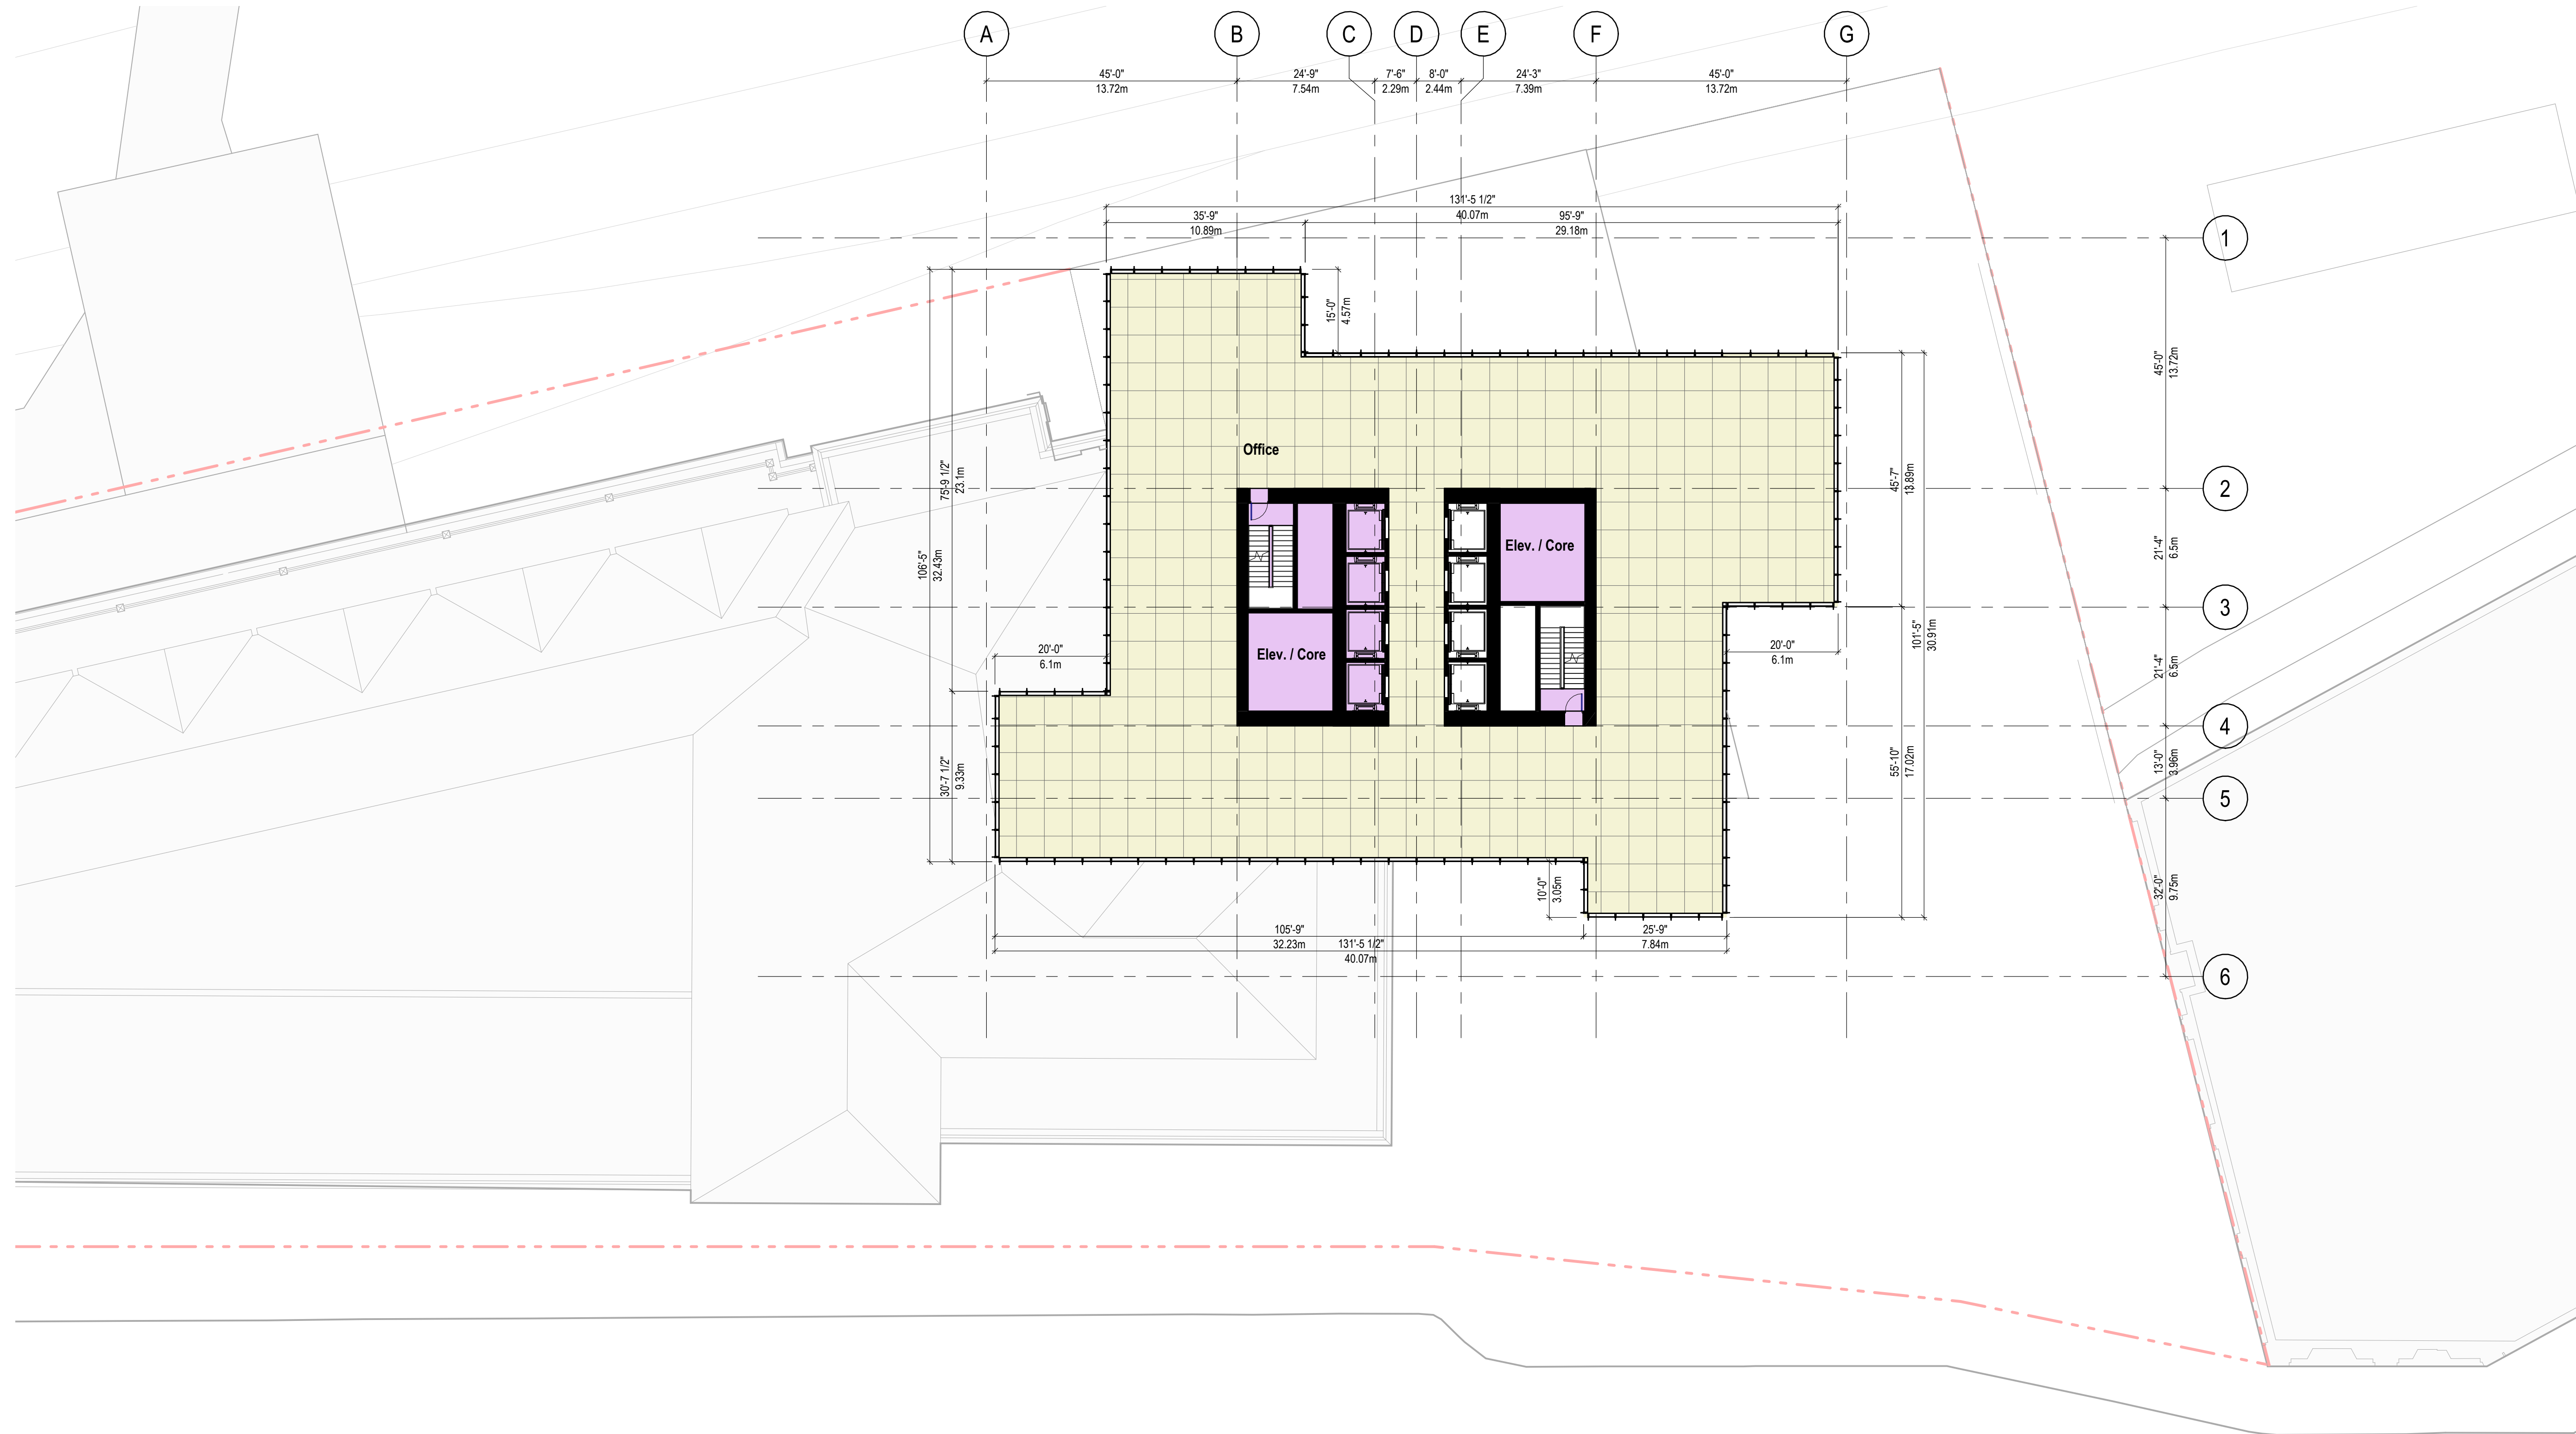 A
B
C
D
E
F
G
45'-0"
24'-9"
7'-6"
8'-0"
24'-3"
45'-0"
13.72m
7.54m
2.29m
2.44m
7.39m
13.72m
131'-5 1/2"
40.07m
35'-9"
95'-9"
10.89m
29.18m
1
15'-0"
4.57m
45'-0"
13.72m
Office
75'-9 1/2"
23.1m
45'-7"
13.89m
2
106'-5"
32.43m
Elev. / Core
21'-4"
6.5m
3
101'-5"
30.91m
20'-0"
6.1m
Elev. / Core
20'-0"
6.1m
21'-4"
6.5m
4
30'-7 1/2"
9.33m
55'-10"
17.02m
13'-0"
3.96m
5
10'-0"
3.05m
32'-0"
9.75m
105'-9"
25'-9"
32.23m
7.84m
131'-5 1/2"
40.07m
6